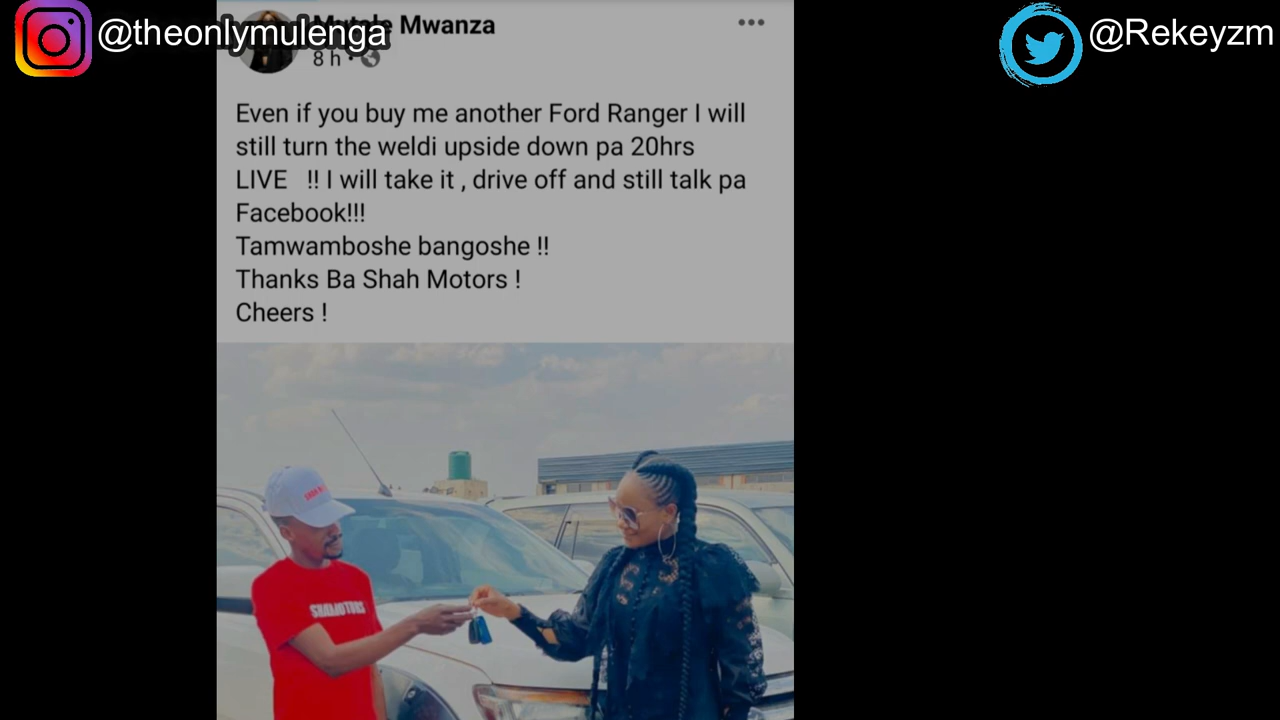 @theonlymulenga
Mwanza
@Rekeyzm
8 h
Even if you buy me another Ford Ranger I will
still turn the weldi upside down pa 20hrs
LIVE !! I will take it , drive off and still talk pa
Facebook!!!
Tamwamboshe bangoshe !!
Thanks Ba Shah Motors !
Cheers !
SHAHMOTORS